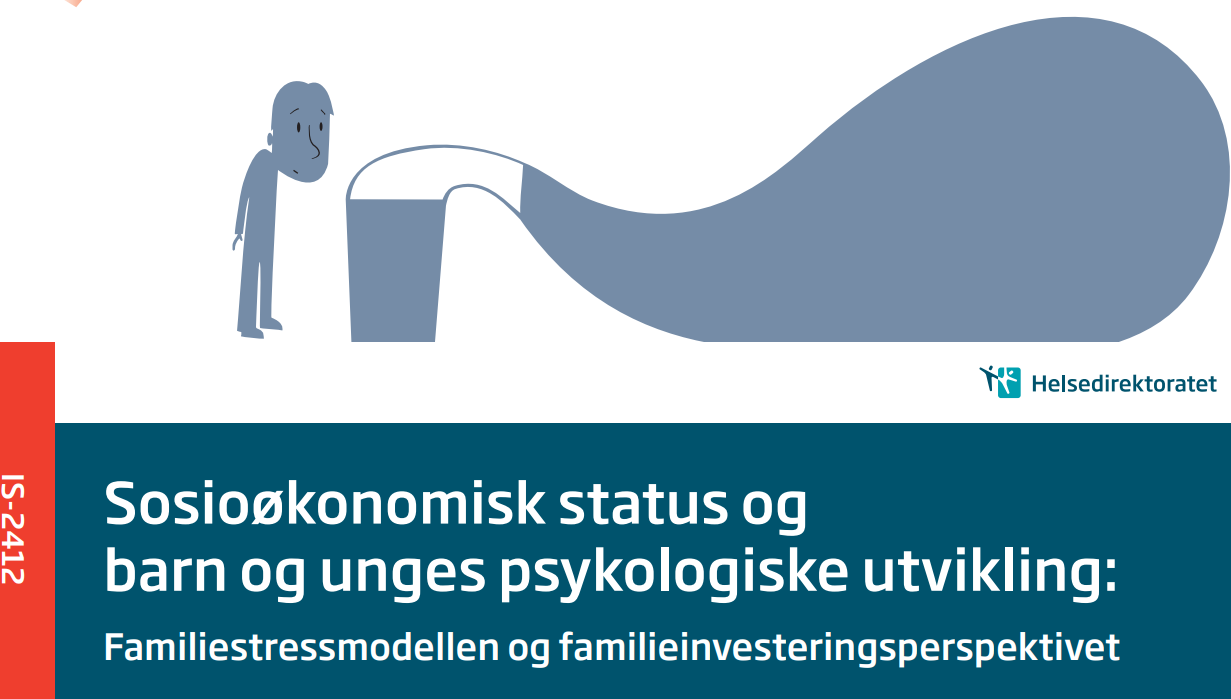 Helsedirektoratet
IS-2412
Sosioøkonomisk status og
barn og unges psykologiske utvikling:
Familiestressmodellen og familieinvesteringsperspektivet